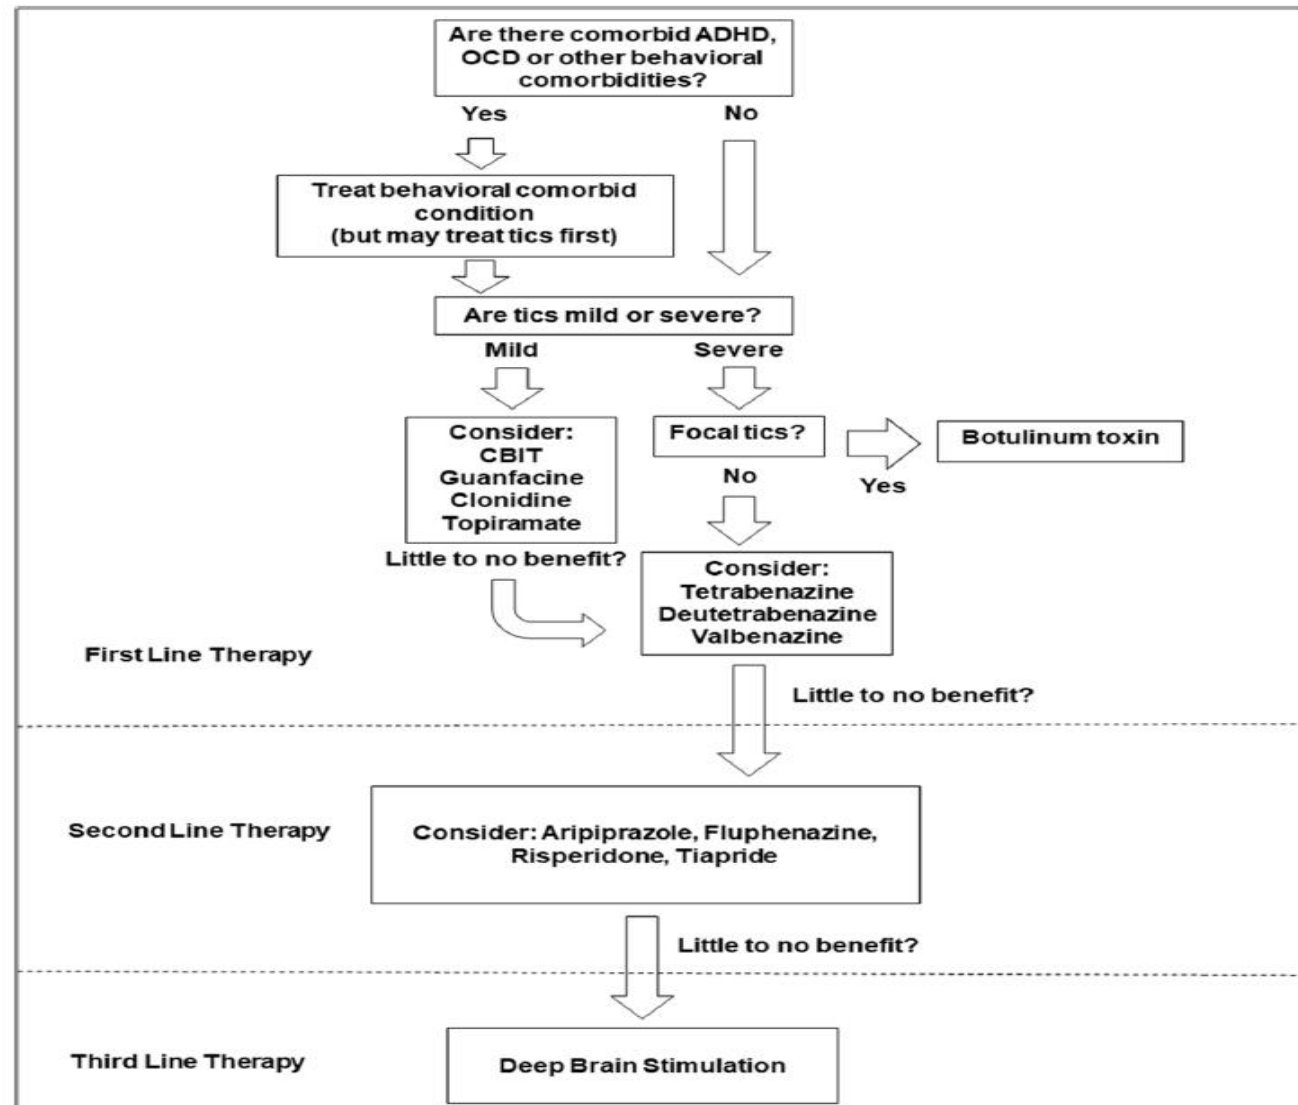 Are there comorbid ADHD,
OCD or other behavioral
comorbidities?
Yes
No
Treat behavioral comorbid
condition
(but may treat tics first)
Are tics mild or severe?
Mild
Severe
Consider:
CBIT
Guanfacine
Clonidine
Topiramate
Focal tics?
Botulinum toxin
No
Yes
Little to no benefit?
Consider:
Tetrabenazine
Deutetrabenazine
Valbenazine
First Line Therapy
Little to no benefit?
Second Line Therapy
Consider: Aripiprazole, Fluphenazine,
Risperidone, Tiapride
Little to no benefit?
Third Line Therapy
Deep Brain Stimulation